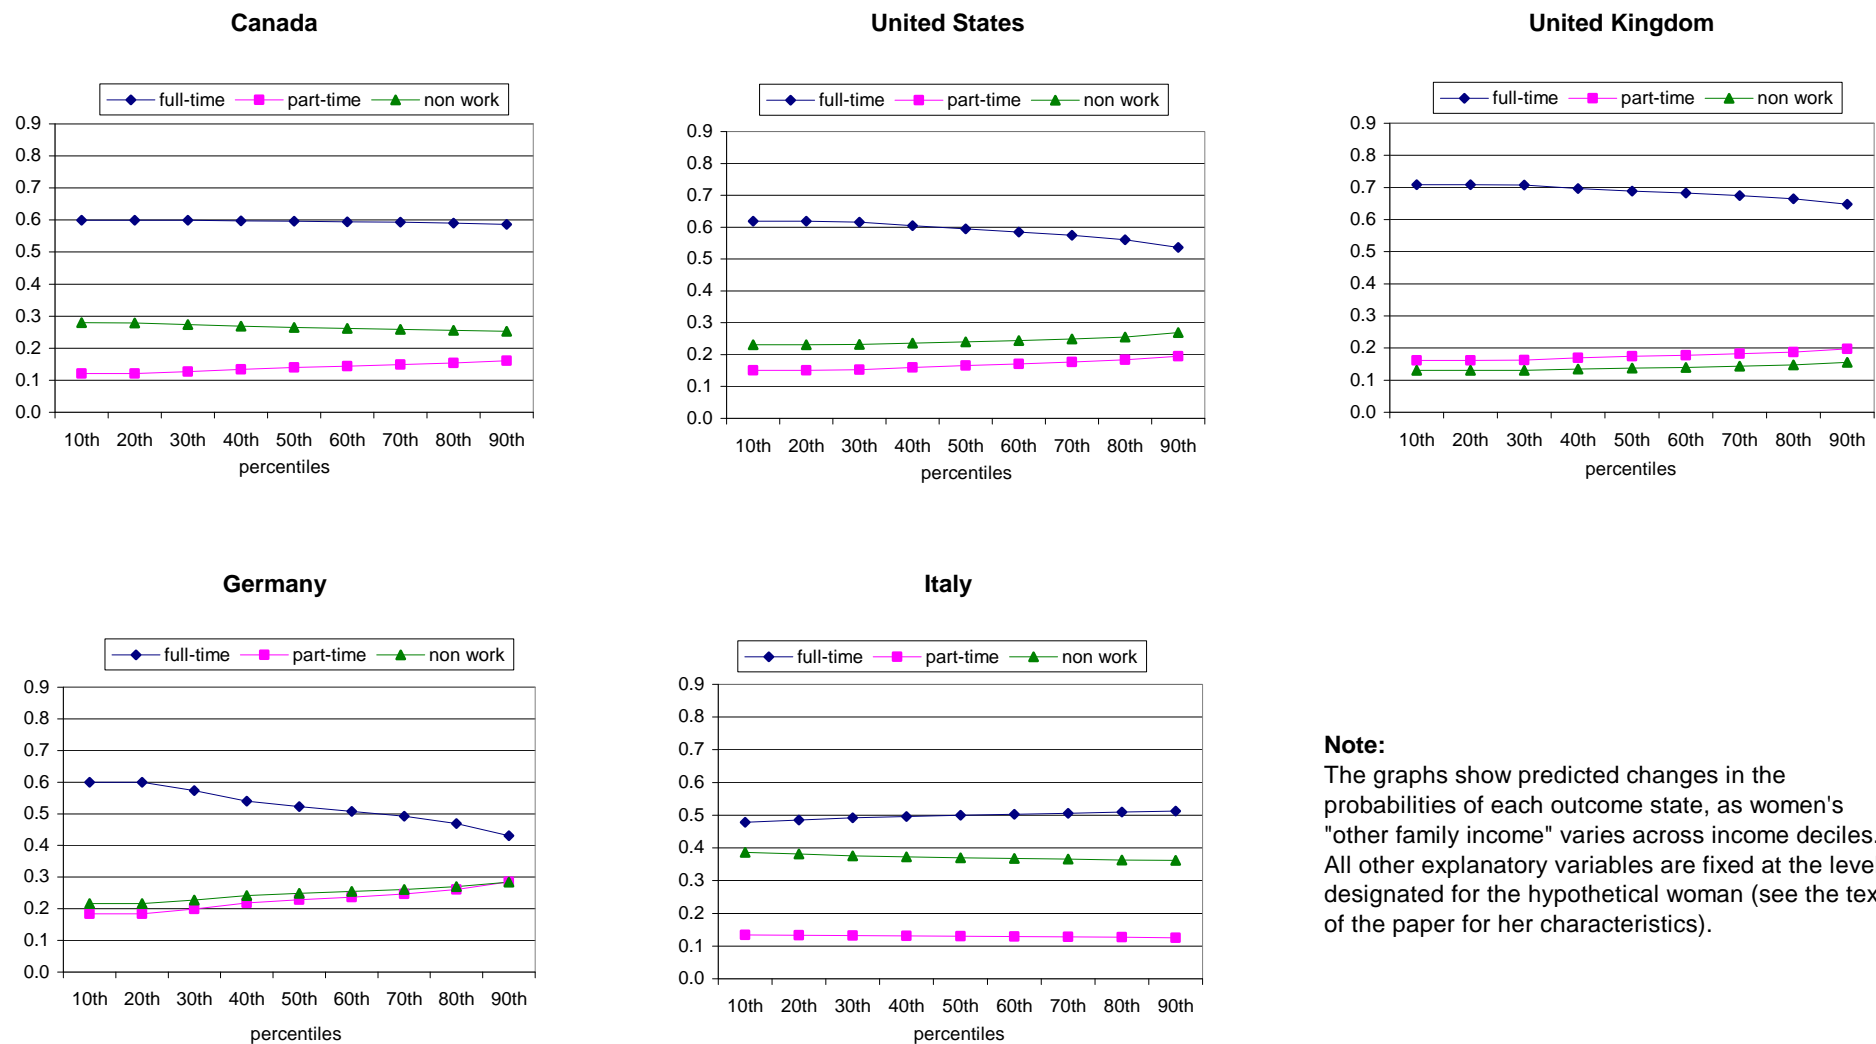 Canada
full-time part-time non work
0.9
0.8
0.7
0.6
0.5
0.4
0.3
0.2
0.1
0.0
10th 20th 30th 40th 50th 60th 70th 80th 90th
percentiles
United States
full-time part-time non work
0.9
0.8
0.7
0.6
0.5
0.4
0.3
0.2
0.1
0.0
10th 20th 30th 40th 50th 60th 70th 80th 90th
percentiles
United Kingdom
full-time part-time non work
0.9
0.8
0.7
0.6
0.5
0.4
0.3
0.2
0.1
0.0
10th 20th 30th 40th 50th 60th 70th 80th 90th
percentiles
Germany
full-time part-time non work
0.9
0.8
0.7
0.6
0.5
0.4
0.3
0.2
0.1
0.0
10th 20th 30th 40th 50th 60th 70th 80th 90th
percentiles
Italy
full-time part-time non work
0.9
0.8
0.7
0.6
0.5
0.4
0.3
0.2
0.1
0.0
10th 20th 30th 40th 50th 60th 70th 80th 90th
percentiles
Note:
The graphs show predicted changes in the
probabilities of each outcome state, as women's
"other family income" varies across income deciles.
All other explanatory variables are fixed at the leve
designated for the hypothetical woman (see the tex
of the paper for her characteristics).